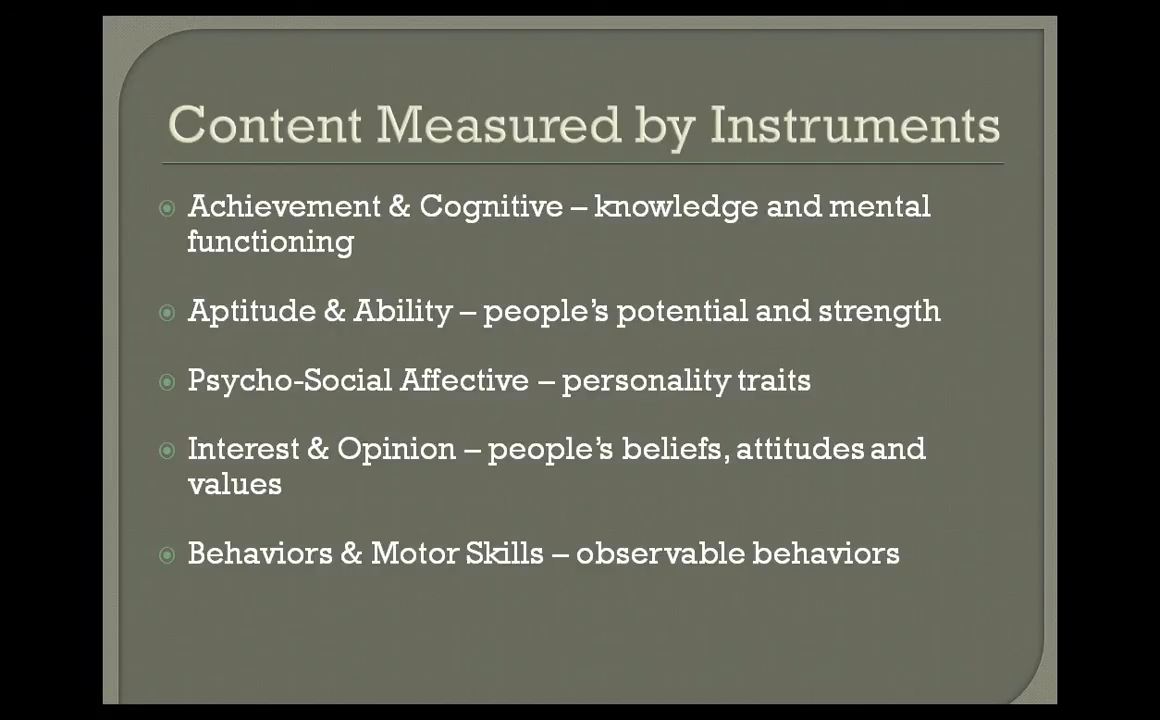 Content Measured by Instruments
Achievement & Cognitive – knowledge and mental
functioning
Aptitude & Ability – people’s potential and strength
Psycho-Social Affective – personality traits
Interest & Opinion – people’s beliefs, attitudes and
values
Behaviors & Motor Skills – observable behaviors